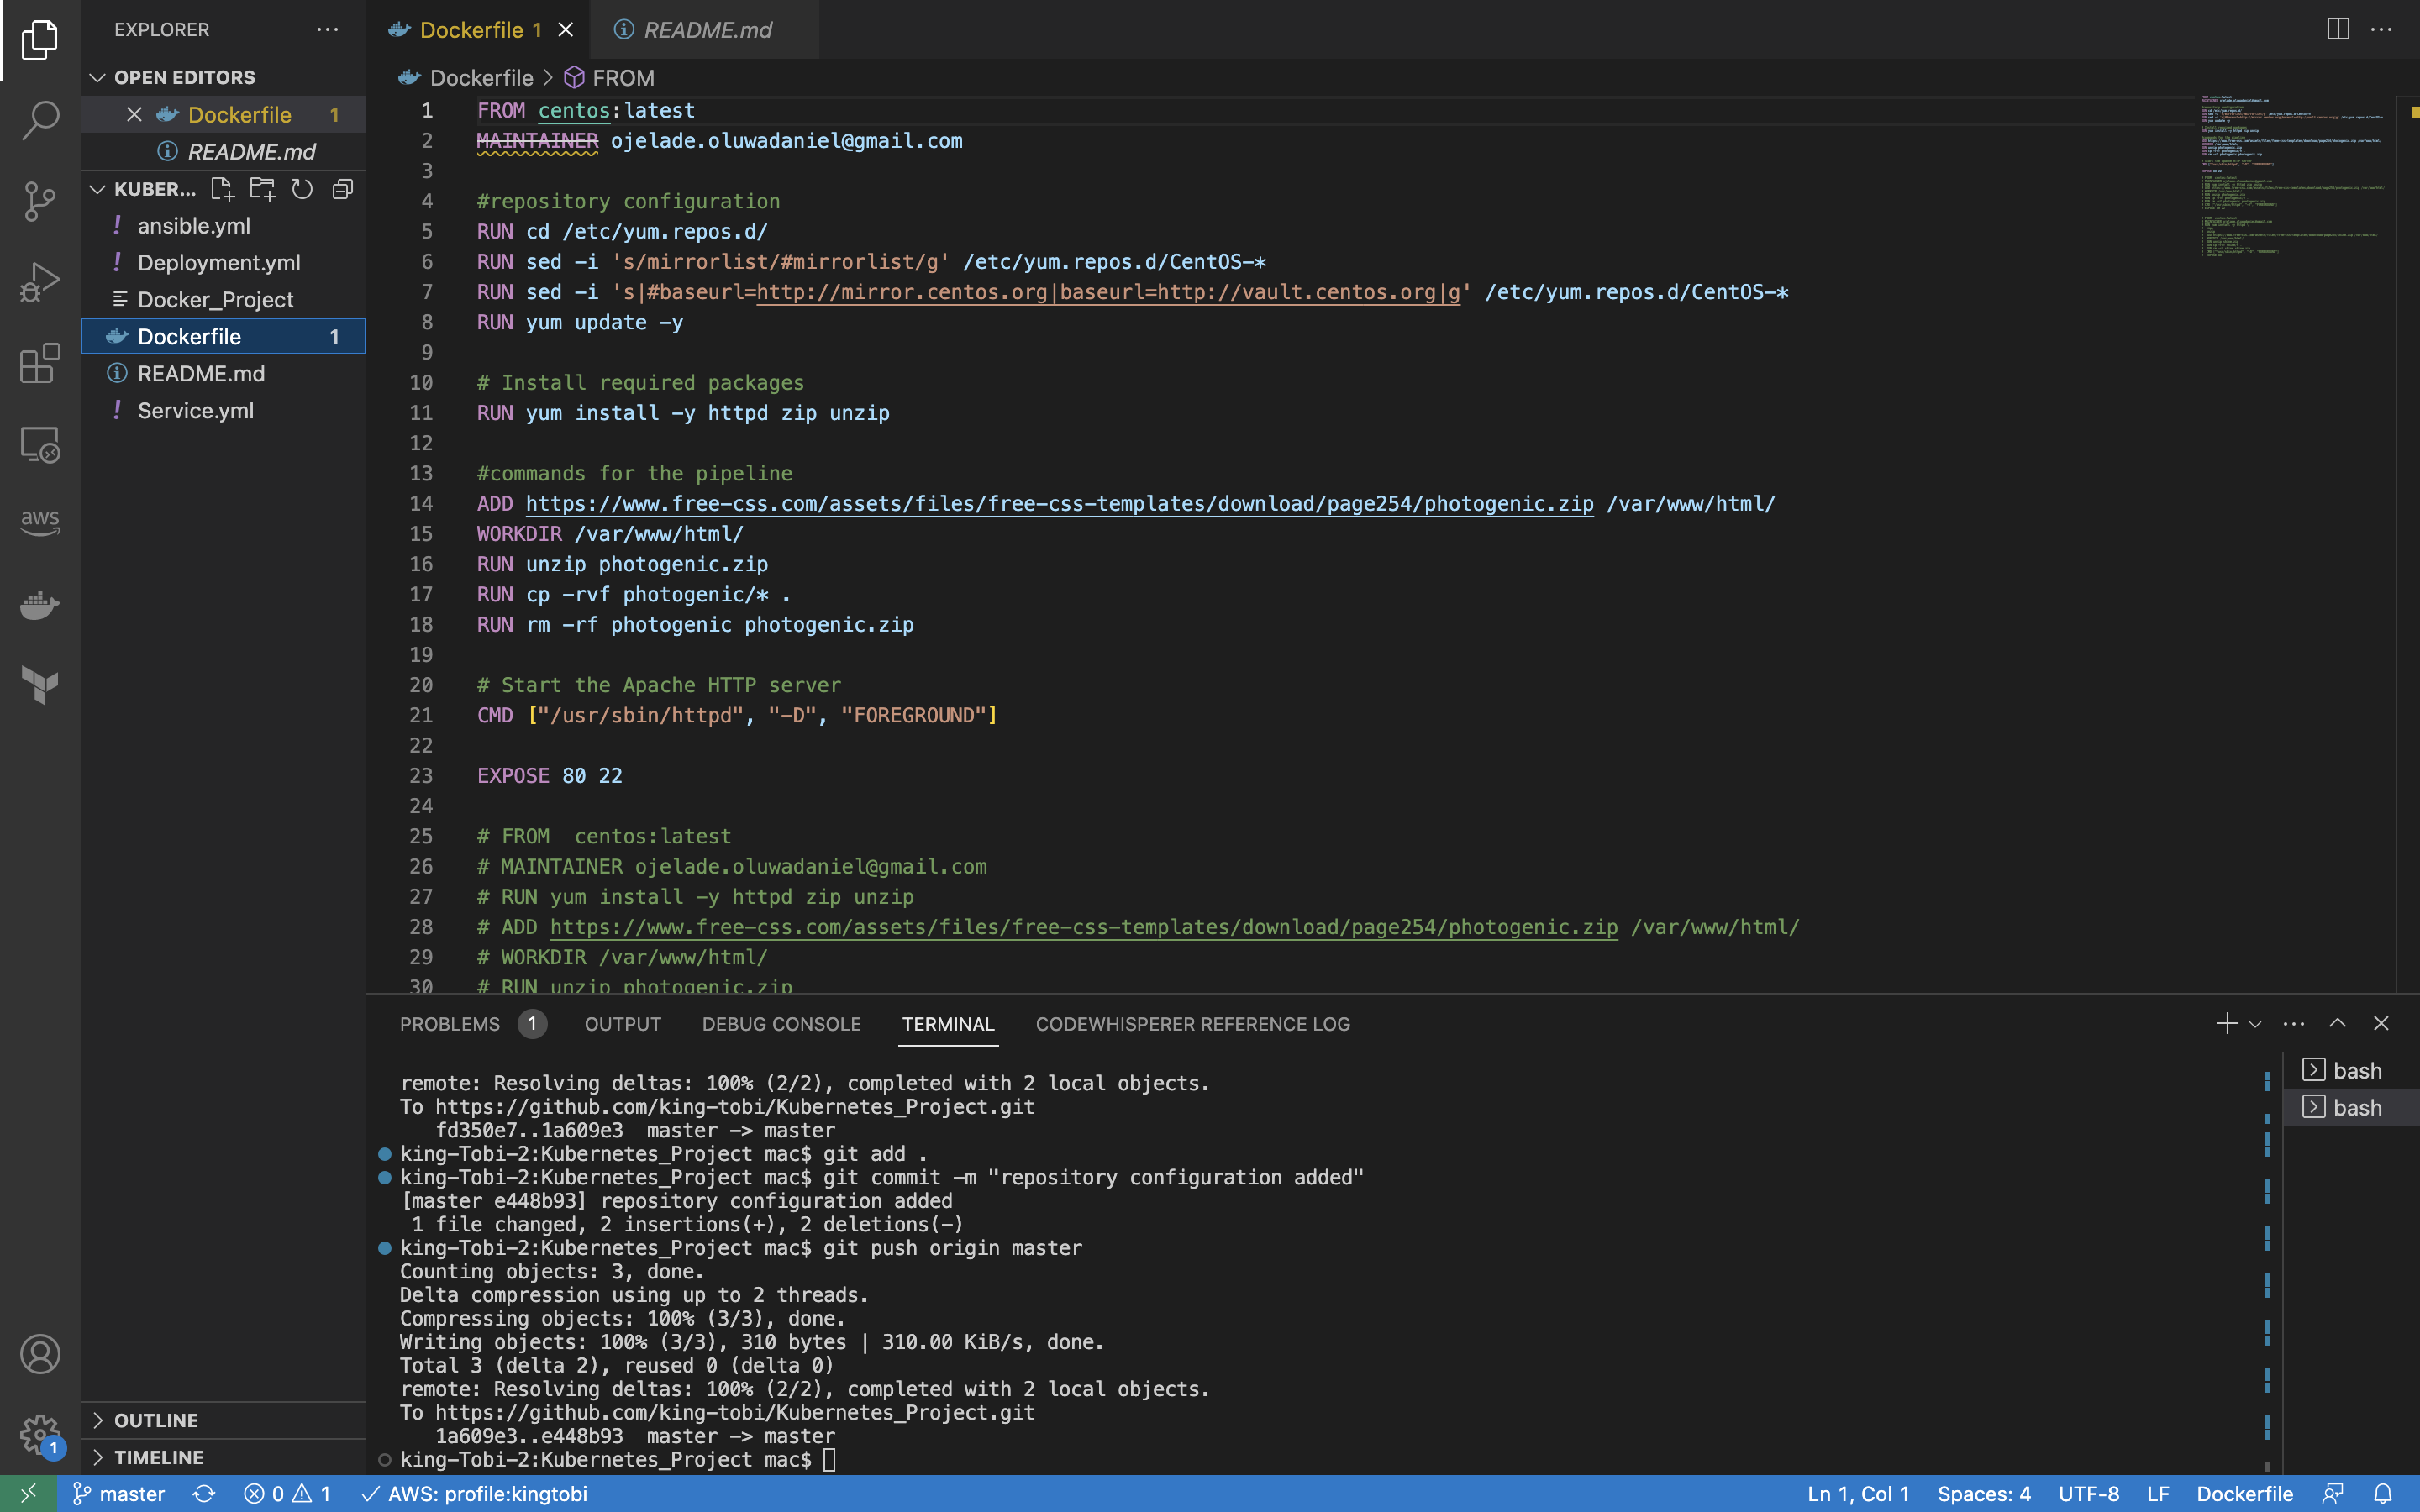 EXPLORER
OPEN EDITORS
Dockerfile 1
README.md
KUBER...
ansible.yml
Deployment.yml
Docker_Project
Dockerfile 1
README.md
Service.yml
aws
OUTLINE
TIMELINE
1
Dockerfile 1
README.md
Dockerfile > FROM
1 FROM centos:latest
2 MAINTAINER ojelade.oluwadaniel@gmail.com
3
4 #repository configuration
5 RUN cd /etc/yum.repos.d/
6 RUN sed -i 's/mirrorlist/#mirrorlist/g' /etc/yum.repos.d/CentOS-*
7 RUN sed -i 's|#baseurl=http://mirror.centos.org|baseurl=http://vault.centos.org|g' /etc/yum.repos.d/CentOS-*
8 RUN yum update -y
9
10 # Install required packages
11 RUN yum install -y httpd zip unzip
12
13 #commands for the pipeline
14 ADD https://www.free-css.com/assets/files/free-css-templates/download/page254/photogenic.zip /var/www/html/
15 WORKDIR /var/www/html/
16 RUN unzip photogenic.zip
17 RUN cp -rvf photogenic/* .
18 RUN rm -rf photogenic photogenic.zip
19
20 # Start the Apache HTTP server
21 CMD ["/usr/sbin/httpd", "-D", "FOREGROUND"]
22
23 EXPOSE 80 22
24
25 # FROM  centos:latest
26 # MAINTAINER ojelade.oluwadaniel@gmail.com
27 # RUN yum install -y httpd zip unzip
28 # ADD https://www.free-css.com/assets/files/free-css-templates/download/page254/photogenic.zip /var/www/html/
29 # WORKDIR /var/www/html/
30 # RUN unzip photogenic.zip
PROBLEMS 1 OUTPUT DEBUG CONSOLE TERMINAL CODEWHISPERER REFERENCE LOG
remote: Resolving deltas: 100% (2/2), completed with 2 local objects.
To https://github.com/king-tobi/Kubernetes_Project.git
fd350e7..1a609e3  master -> master
king-Tobi-2:Kubernetes_Project mac$ git add .
king-Tobi-2:Kubernetes_Project mac$ git commit -m "repository configuration added"
[master e448b93] repository configuration added
1 file changed, 2 insertions(+), 2 deletions(-)
king-Tobi-2:Kubernetes_Project mac$ git push origin master
Counting objects: 3, done.
Delta compression using up to 2 threads.
Compressing objects: 100% (3/3), done.
Writing objects: 100% (3/3), 310 bytes | 310.00 KiB/s, done.
Total 3 (delta 2), reused 0 (delta 0)
remote: Resolving deltas: 100% (2/2), completed with 2 local objects.
To https://github.com/king-tobi/Kubernetes_Project.git
1a609e3..e448b93  master -> master
king-Tobi-2:Kubernetes_Project mac$
bash
bash
master 0 1 AWS: profile:kingtobi Ln 1, Col 1 Spaces: 4 UTF-8 LF Dockerfile